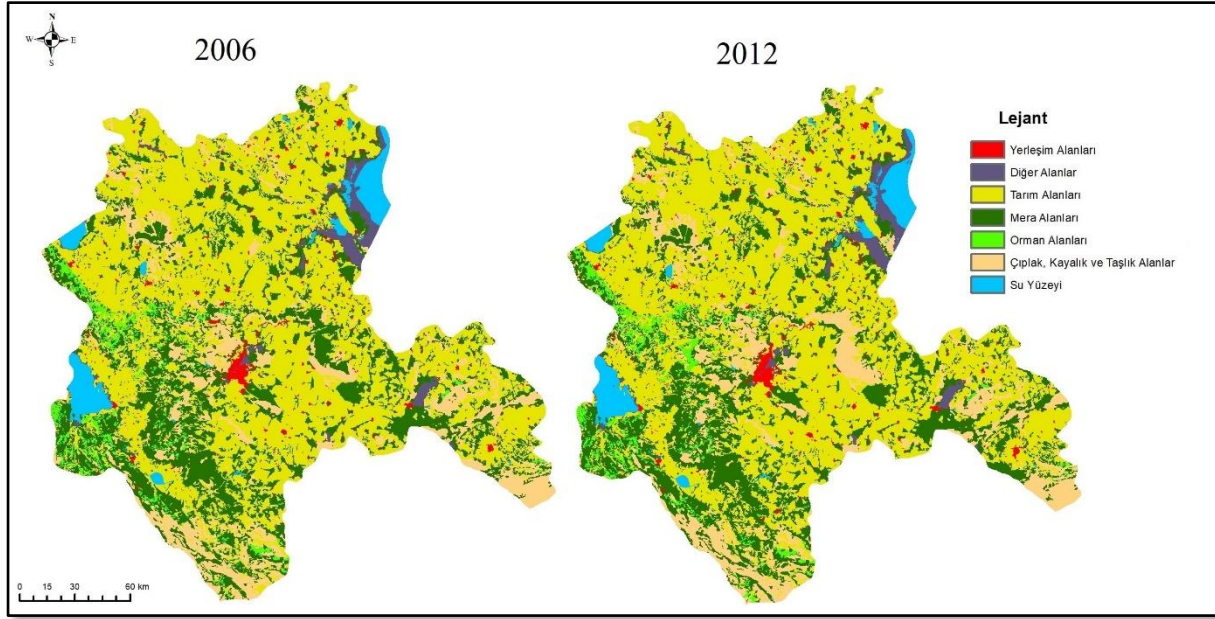 N
W E
S
2006
2012
Lejant
Yerleşim Alanları
Diğer Alanlar
Tarım Alanları
Mera Alanları
Orman Alanları
Çıplak, Kayalık ve Taşlık Alanlar
Su Yüzeyi
0 15 30 60 km